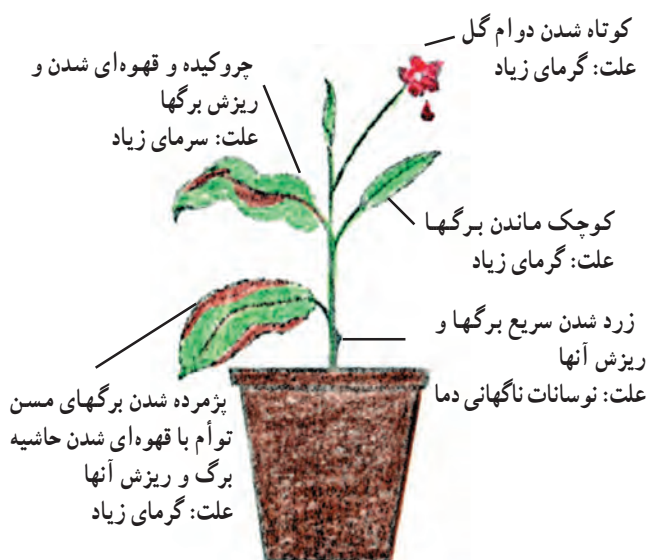 کوتاه شدن دوام گل
علت: گرمای زیاد
چروکیده و قهوه‌ای شدن و
ریزش برگها
علت: سرمای زیاد
کوچک ماندن برگها
علت: گرمای زیاد
زرد شدن سریع برگها و
ریزش آنها
علت: نوسانات ناگهانی دما
پژمرده شدن برگهای مسن
توأم با قهوه‌ای شدن حاشیه
برگ و ریزش آنها
علت: گرمای زیاد